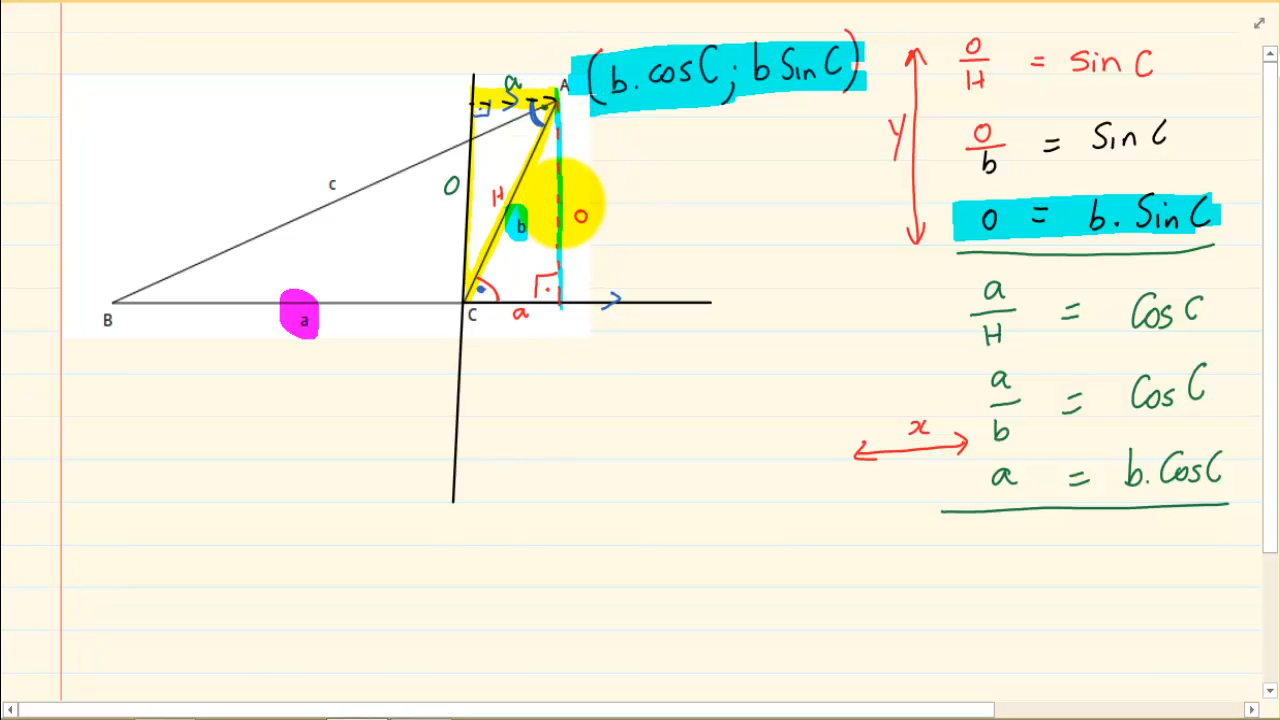 a
A
(b. cosC; b SinC)
c
O
H
b
o
B
a
C
a
y
o/H = sin C
o/b = Sin C
o = b. Sin C
a/H = Cos C
a/b = Cos C
x
a = b. Cos C